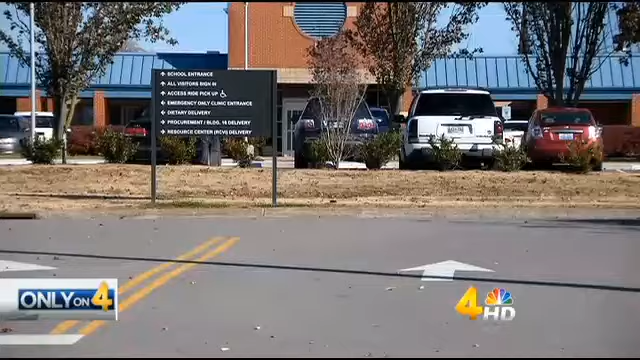 SCHOOL ENTRANCE
ALL VISITORS SIGN IN
ACCESS RIDE PICK UP
EMERGENCY ONLY CLINIC ENTRANCE
DIETARY DELIVERY
PROCUREMENT / BLDG. 16 DELIVERY
RESOURCE CENTER (RCVI) DELIVERY
ONLY ON 4
4 HD